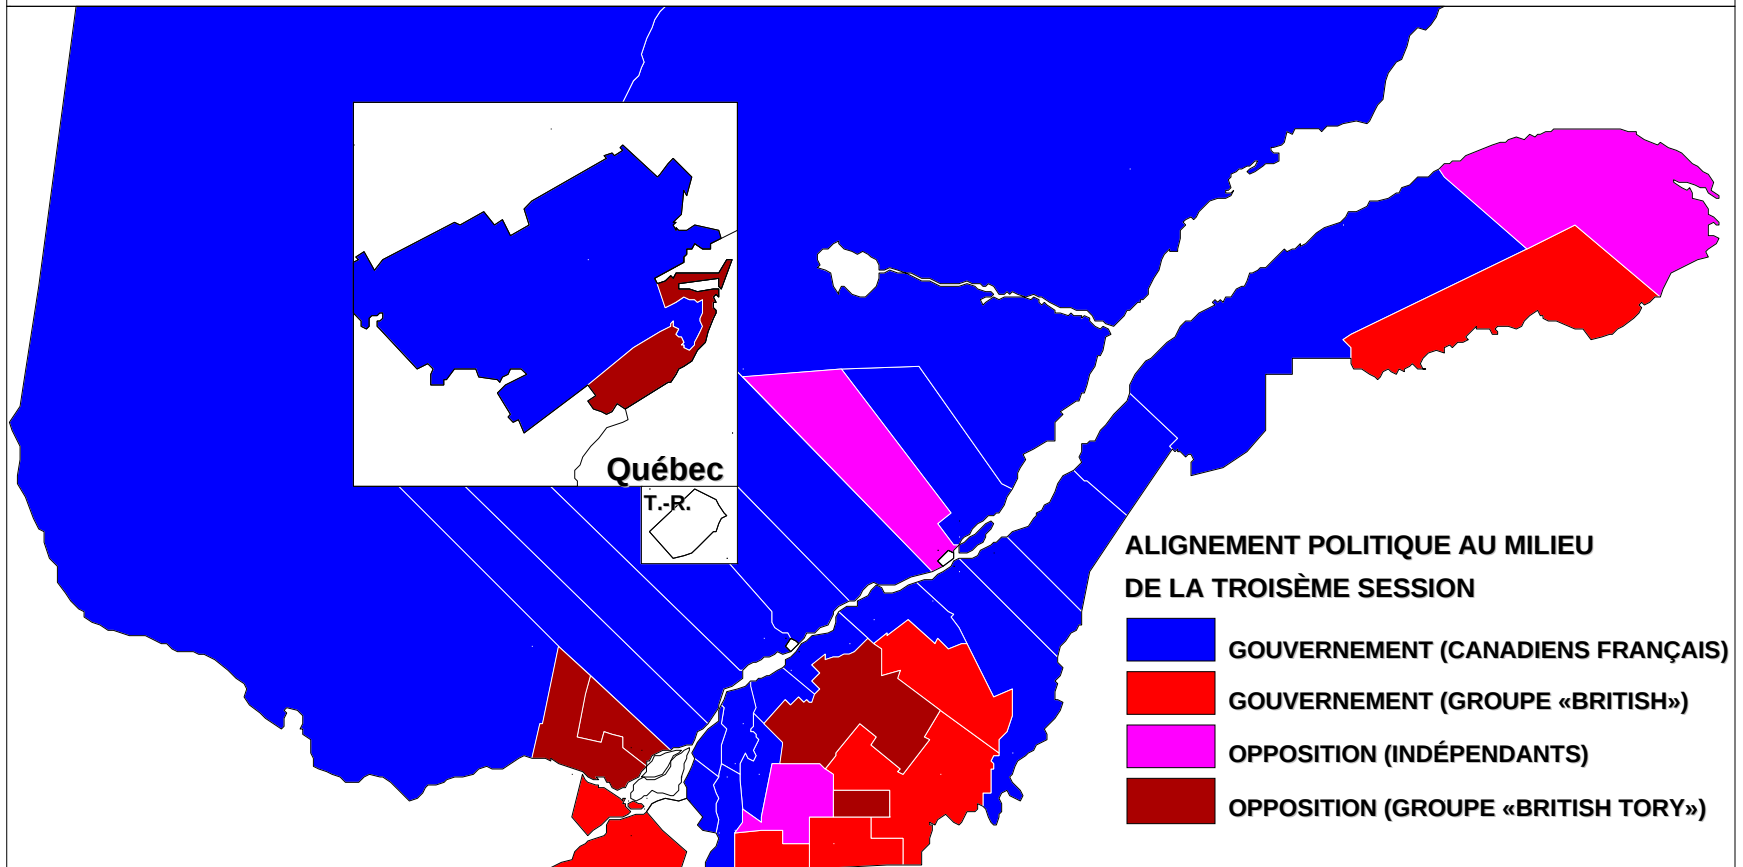 Québec
T.-R.
ALIGNEMENT POLITIQUE AU MILIEU
DE LA TROISÈME SESSION
GOUVERNEMENT (CANADIENS FRANÇAIS)
GOUVERNEMENT (GROUPE «BRITISH»)
OPPOSITION (INDÉPENDANTS)
OPPOSITION (GROUPE «BRITISH TORY»)